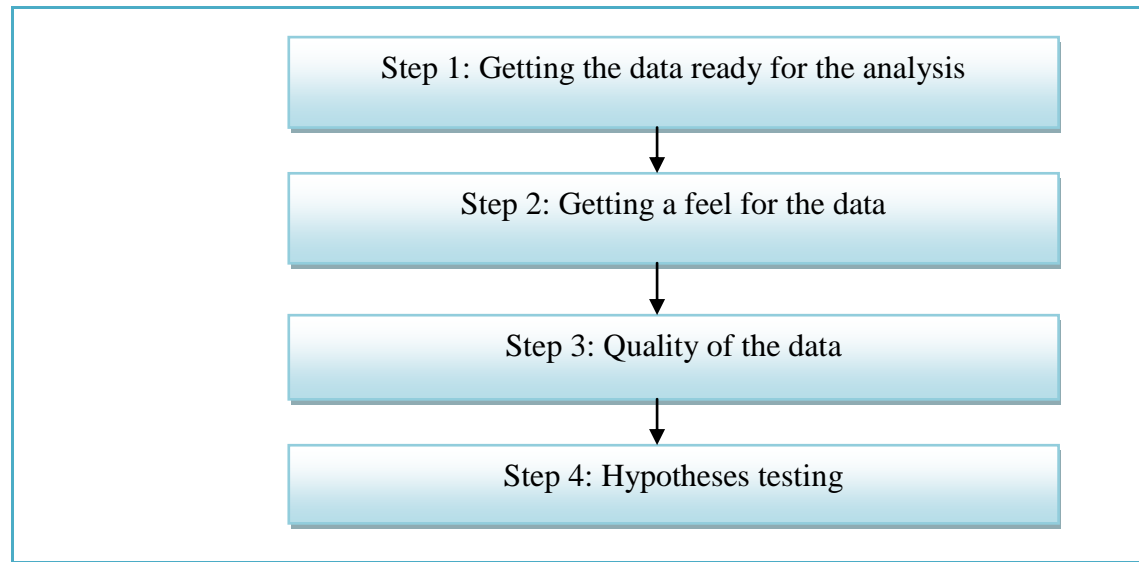 Step 1: Getting the data ready for the analysis
Step 2: Getting a feel for the data
Step 3: Quality of the data
Step 4: Hypotheses testing